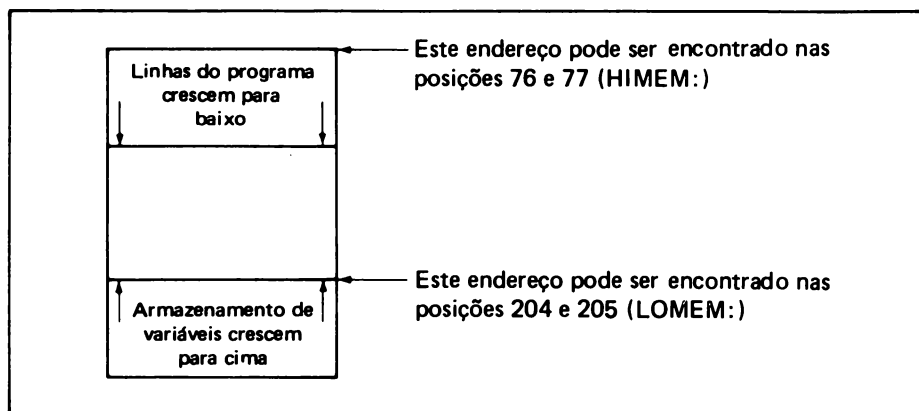 Linhas do programa
crescem para
baixo
Este endereço pode ser encontrado nas
posições 76 e 77 (HIMEM:)
Este endereço pode ser encontrado nas
posições 204 e 205 (LOMEM:)
Armazenamento de
variáveis crescem
para cima